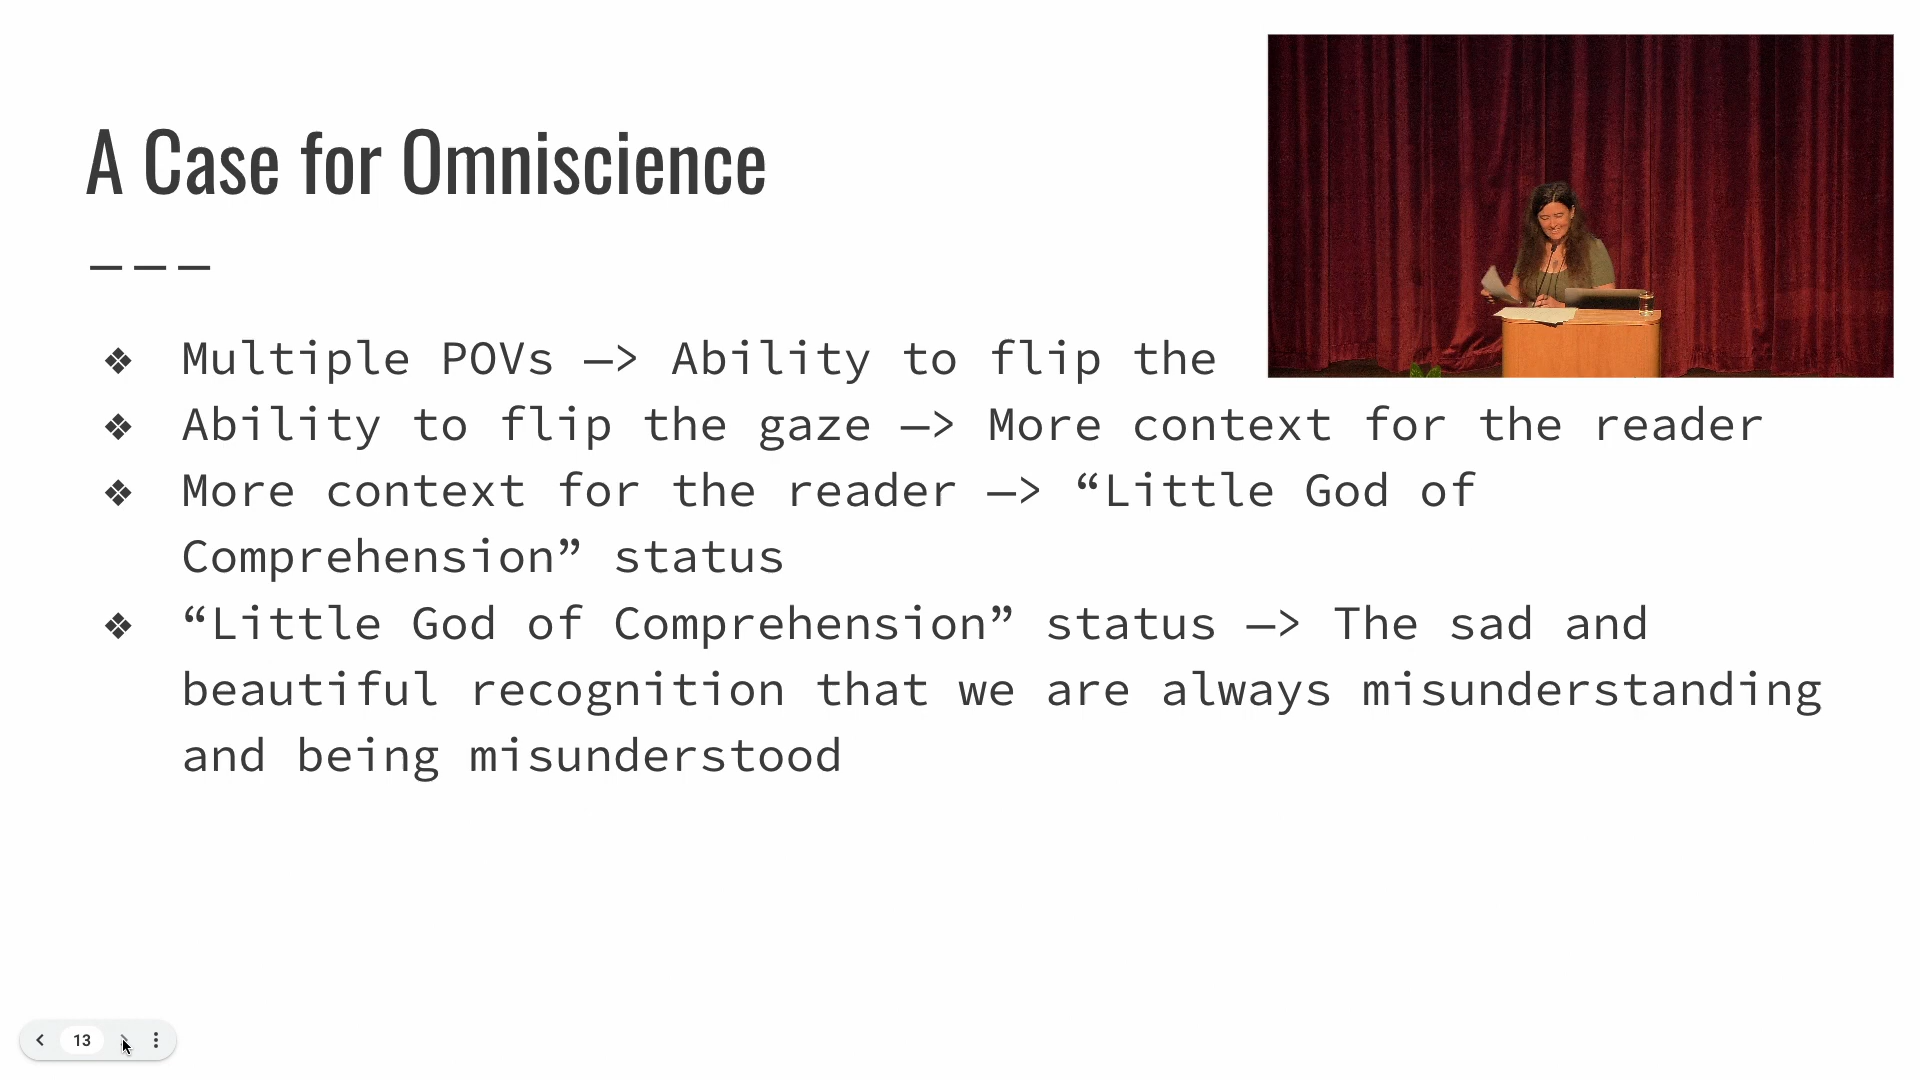 A Case for Omniscience
———
❖ Multiple POVs —> Ability to flip the
❖ Ability to flip the gaze —> More context for the reader
❖ More context for the reader —> “Little God of
Comprehension” status
❖ “Little God of Comprehension” status —> The sad and
beautiful recognition that we are always misunderstanding
and being misunderstood
13